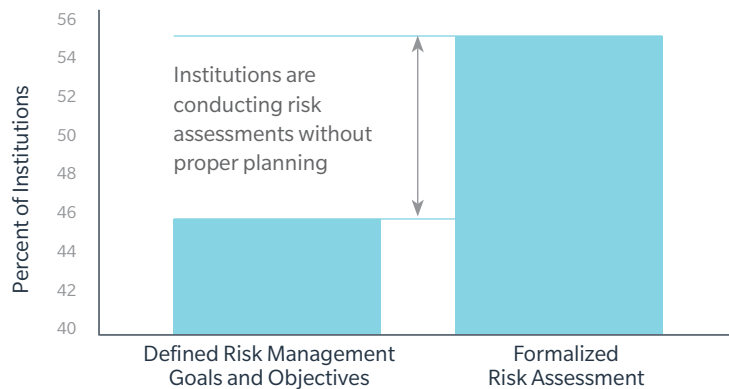 Percent of Institutions
56
54
52
50
48
46
44
42
40
Institutions are
conducting risk
assessments without
proper planning
Defined Risk Management
Goals and Objectives
Formalized
Risk Assessment